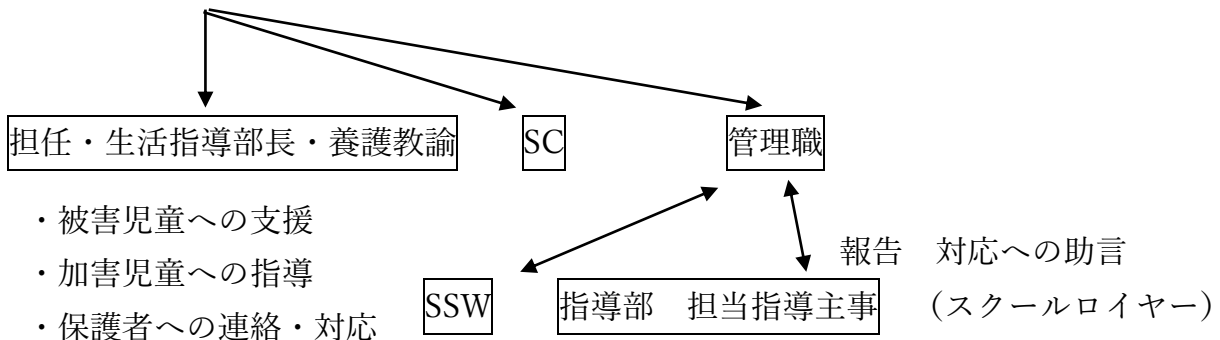 担任・生活指導部長・養護教諭
SC
管理職
・被害児童への支援
・加害児童への指導
・保護者への連絡・対応
報告　対応への助言
SSW
指導部　担当指導主事
（スクールロイヤー）